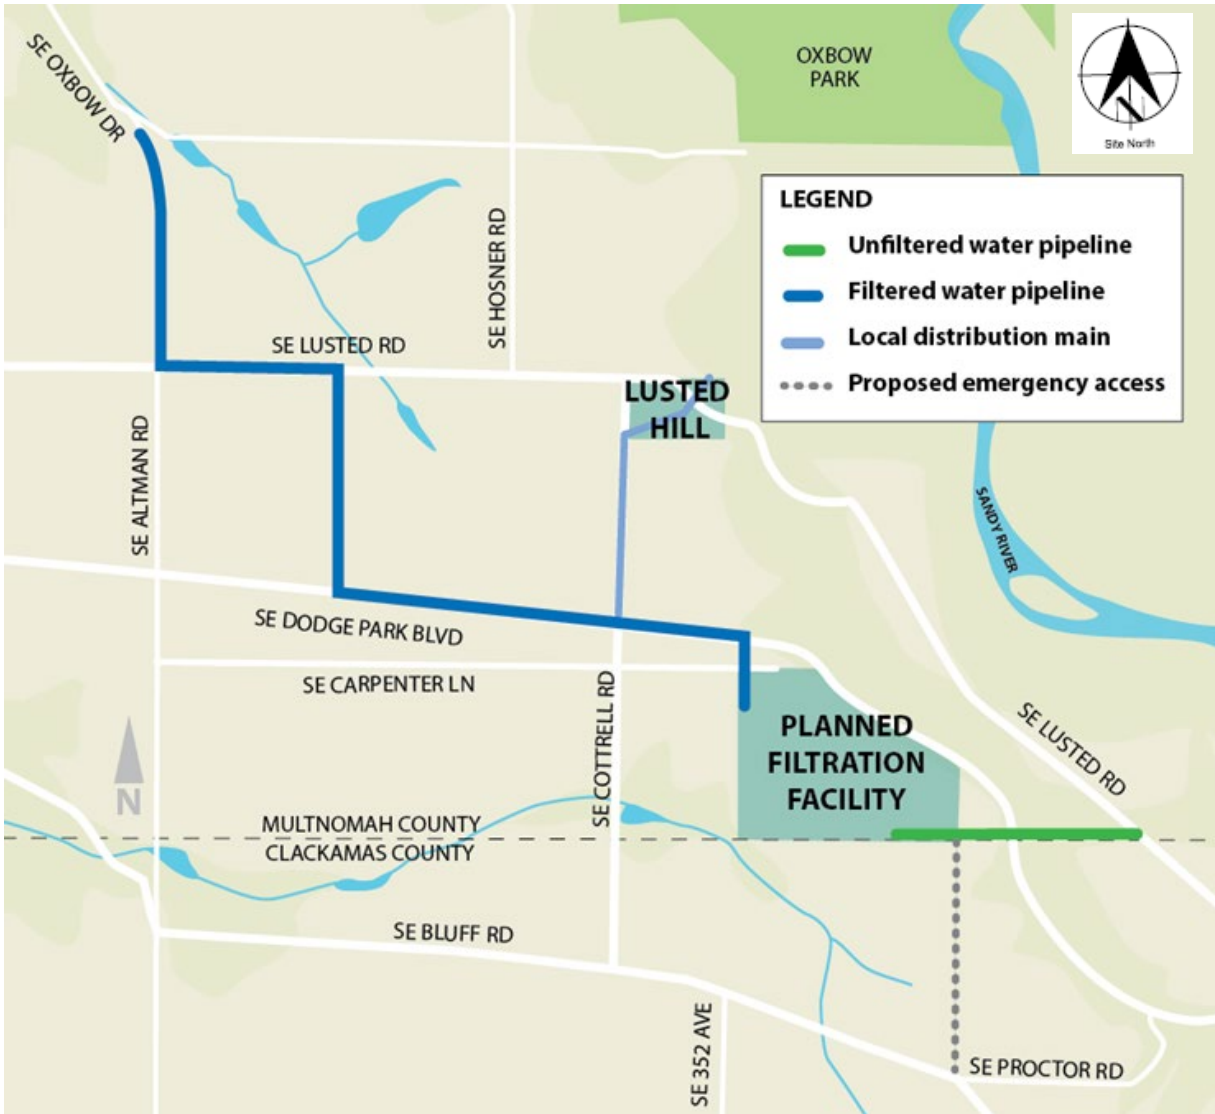 SE OXBOW DR
OXBOW
PARK
N
Site North
LEGEND
Unfiltered water pipeline
Filtered water pipeline
Local distribution main
Proposed emergency access
SE HOSNER RD
SE LUSTED RD
LUSTED
HILL
SE ALTMAN RD
SANDY RIVER
SE DODGE PARK BLVD
SE CARPENTER LN
SE COTTRELL RD
PLANNED
FILTRATION
FACILITY
SE LUSTED RD
N
MULTNOMAH COUNTY
CLACKAMAS COUNTY
SE BLUFF RD
SE 352 AVE
SE PROCTOR RD